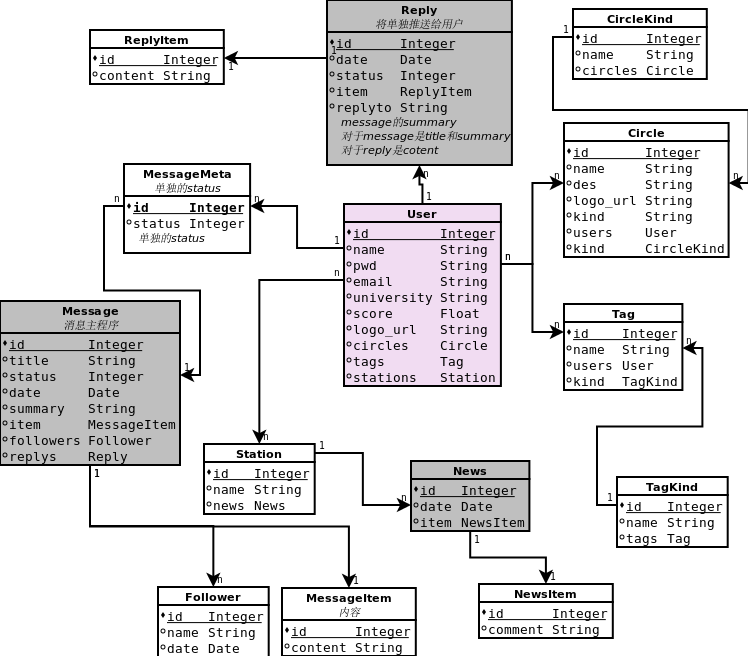 Reply
将单独推送给用户
id Integer
date Date
status Integer
item ReplyItem
replyto String
message的summary
对于message是title和summary
对于reply是cotent
ReplyItem
id Integer
content String
1
1
CircleKind
id Integer
name String
circles Circle
1
Circle
id Integer
name String
des String
logo_url String
kind String
users User
kind CircleKind
n
n
MessageMeta
单独的status
id Integer
status Integer
单独的status
n
n
User
id Integer
name String
pwd String
email String
university String
score Float
logo_url String
circles Circle
tags Tag
stations Station
n
1
1
n
n
Message
消息主程序
id Integer
title String
status Integer
date Date
summary String
item MessageItem
followers Follower
replys Reply
1
1
Tag
id Integer
name String
users User
kind TagKind
n
n
Station
id Integer
name String
news News
n
1
News
id Integer
date Date
item NewsItem
n
1
TagKind
id Integer
name String
tags Tag
1
Follower
id Integer
name String
date Date
n
MessageItem
内容
id Integer
content String
1
NewsItem
id Integer
comment String
1